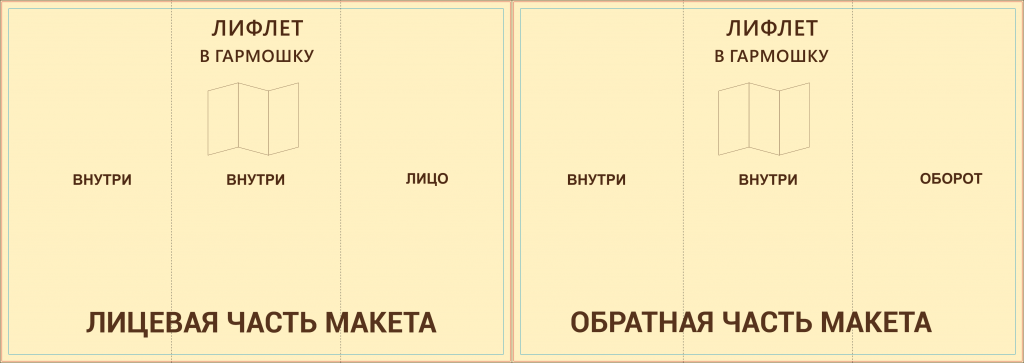 ЛИФЛЕТ
В ГАРМОШКУ
ВНУТРИ
ВНУТРИ
ЛИЦО
ЛИЦЕВАЯ ЧАСТЬ МАКЕТА
ЛИФЛЕТ
В ГАРМОШКУ
ВНУТРИ
ВНУТРИ
ОБОРОТ
ОБРАТНАЯ ЧАСТЬ МАКЕТА